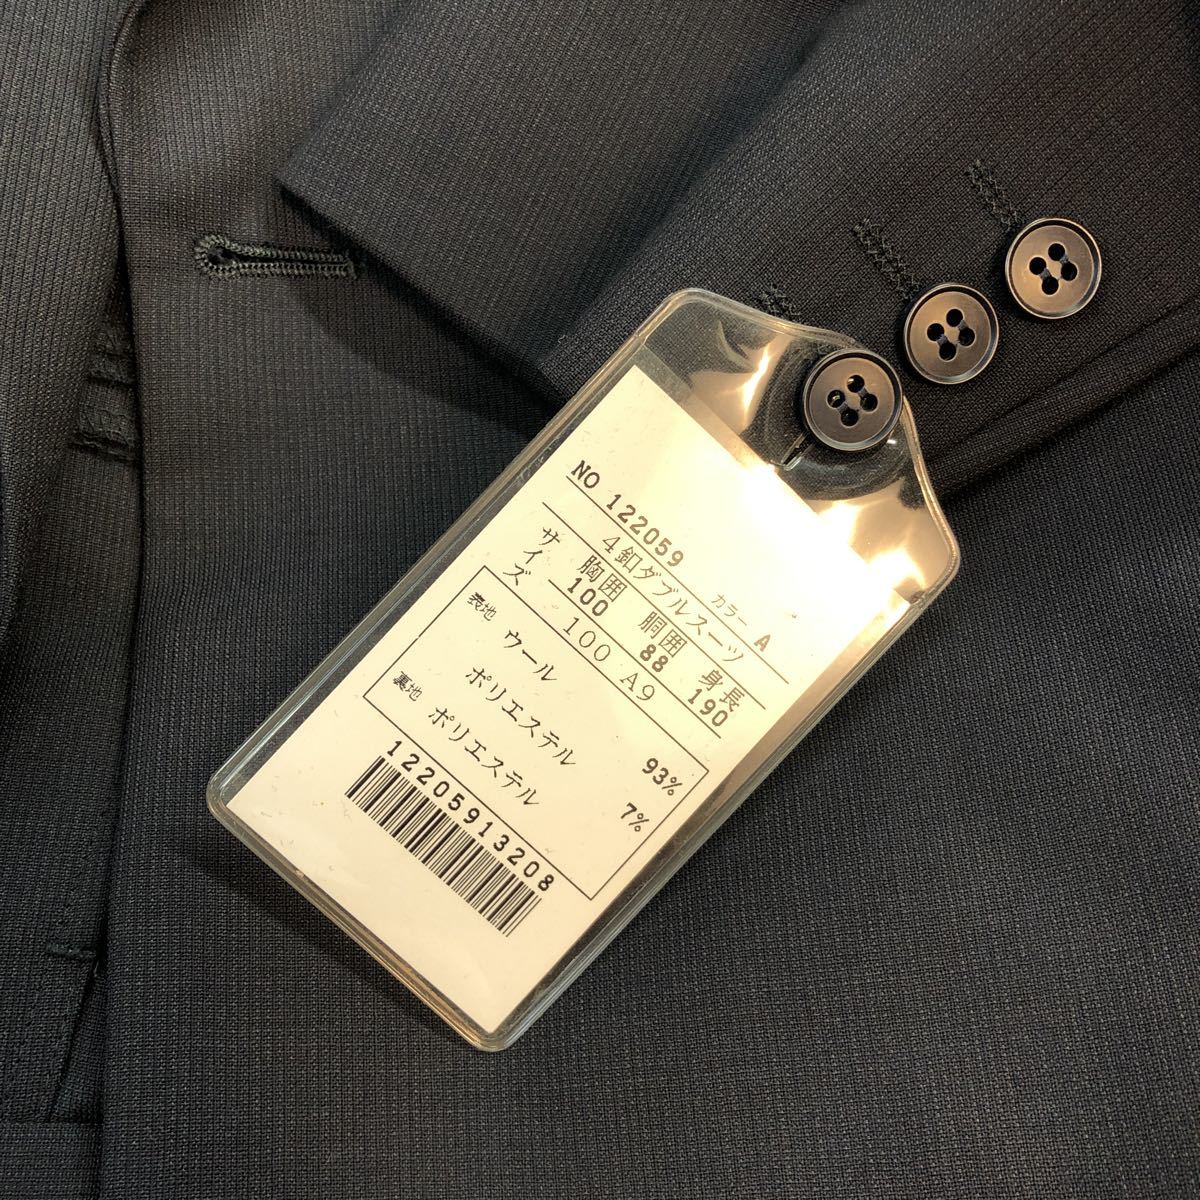 NO 122059 カラー A
4釦ダブルスーツ
サイズ 胸囲 胴囲 身長
100 88 190
100 A9
表地 ウール 93%
ポリエステル 7%
裏地 ポリエステル
12205913208